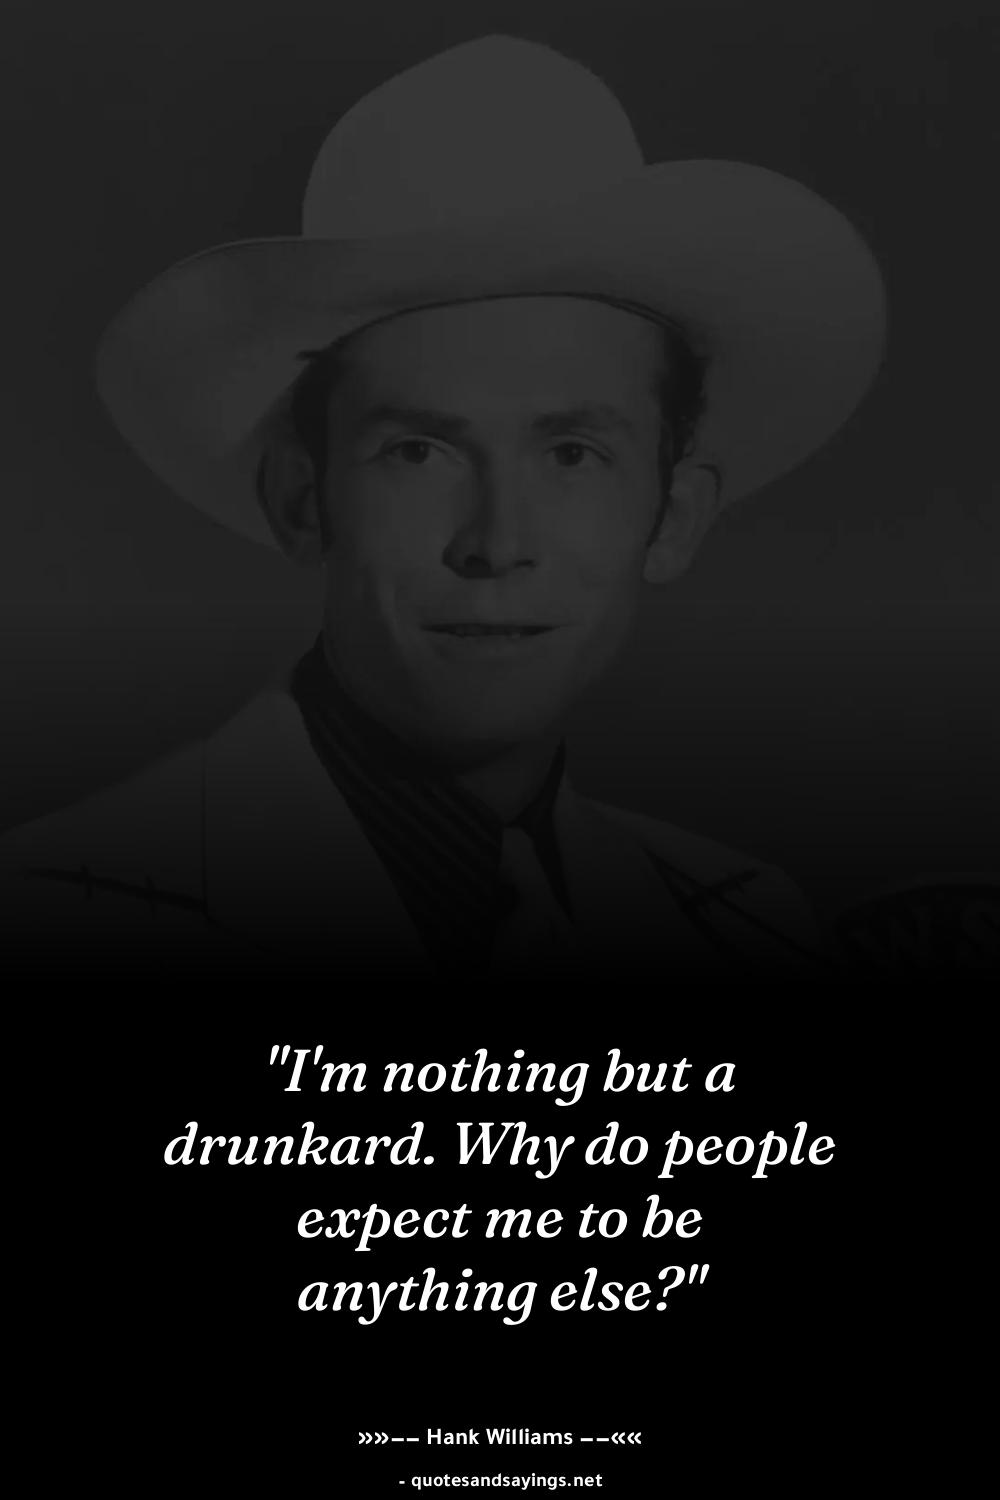 W S
"I'm nothing but a
drunkard. Why do people
expect me to be
anything else?"
»»—— Hank Williams ——««
- quotesandsayings.net